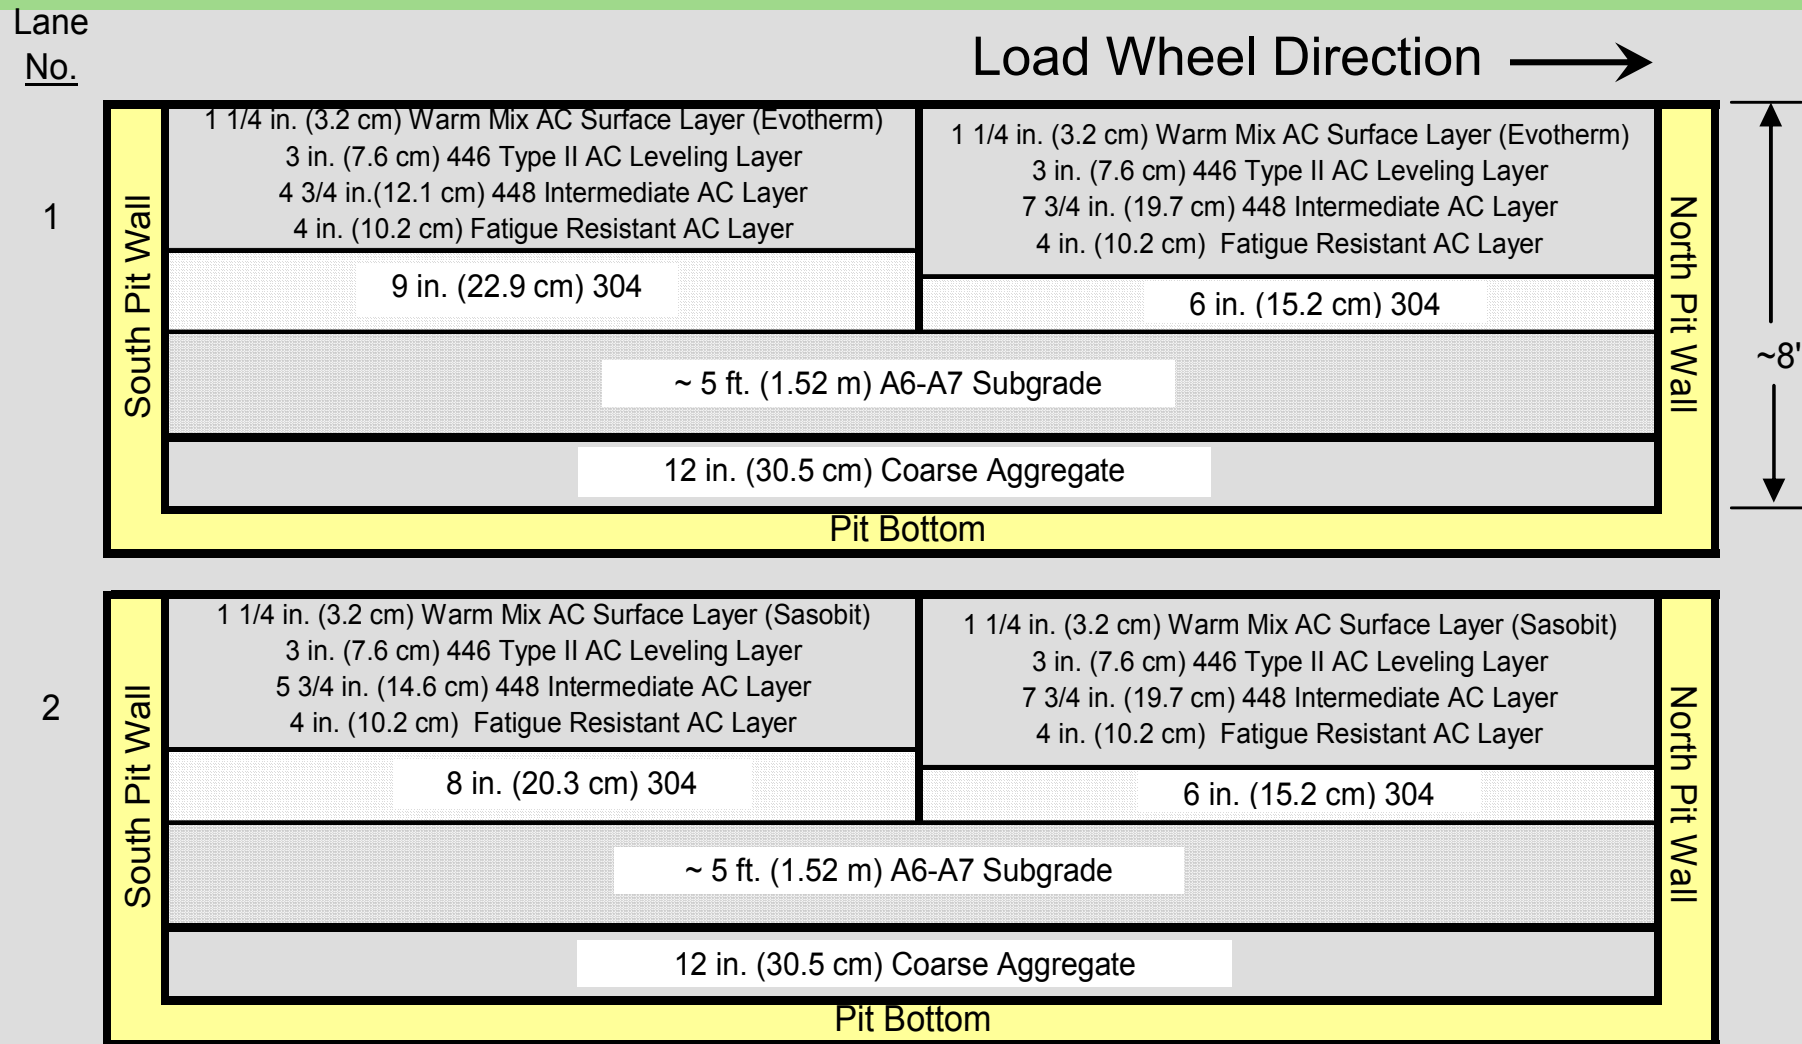 Lane
No.
Load Wheel Direction
1
South Pit Wall
1 1/4 in. (3.2 cm) Warm Mix AC Surface Layer (Evotherm)
3 in. (7.6 cm) 446 Type II AC Leveling Layer
4 3/4 in.(12.1 cm) 448 Intermediate AC Layer
4 in. (10.2 cm) Fatigue Resistant AC Layer
9 in. (22.9 cm) 304
1 1/4 in. (3.2 cm) Warm Mix AC Surface Layer (Evotherm)
3 in. (7.6 cm) 446 Type II AC Leveling Layer
7 3/4 in. (19.7 cm) 448 Intermediate AC Layer
4 in. (10.2 cm) Fatigue Resistant AC Layer
6 in. (15.2 cm) 304
North Pit Wall
~8'
~ 5 ft. (1.52 m) A6-A7 Subgrade
12 in. (30.5 cm) Coarse Aggregate
Pit Bottom
2
South Pit Wall
1 1/4 in. (3.2 cm) Warm Mix AC Surface Layer (Sasobit)
3 in. (7.6 cm) 446 Type II AC Leveling Layer
5 3/4 in. (14.6 cm) 448 Intermediate AC Layer
4 in. (10.2 cm) Fatigue Resistant AC Layer
8 in. (20.3 cm) 304
1 1/4 in. (3.2 cm) Warm Mix AC Surface Layer (Sasobit)
3 in. (7.6 cm) 446 Type II AC Leveling Layer
7 3/4 in. (19.7 cm) 448 Intermediate AC Layer
4 in. (10.2 cm) Fatigue Resistant AC Layer
6 in. (15.2 cm) 304
North Pit Wall
~ 5 ft. (1.52 m) A6-A7 Subgrade
12 in. (30.5 cm) Coarse Aggregate
Pit Bottom